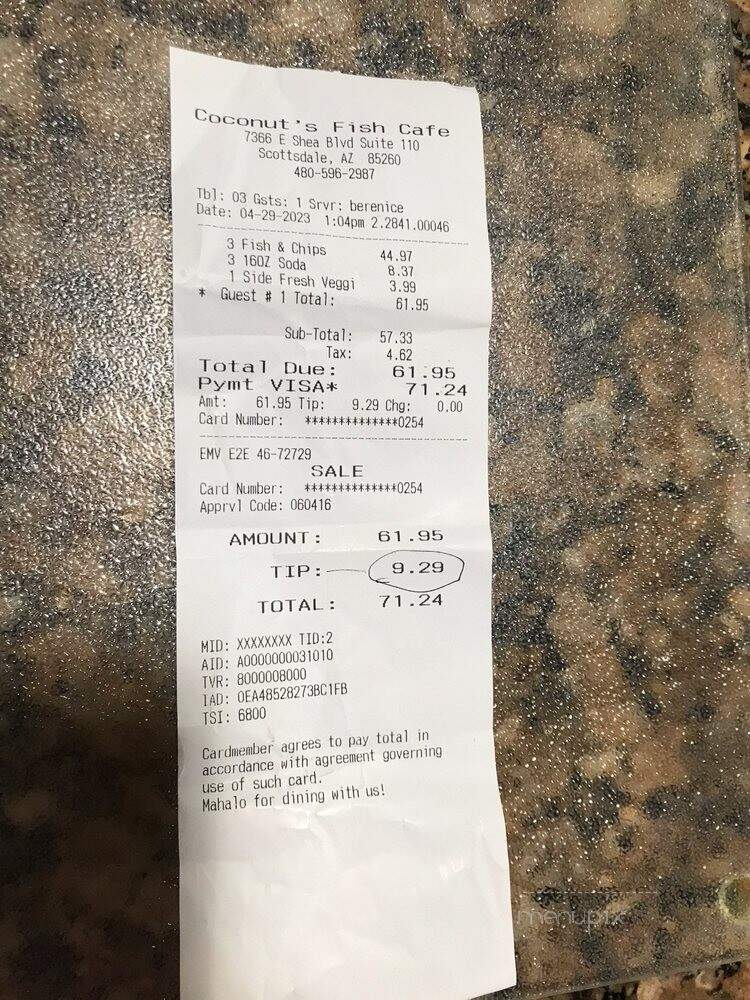 Coconut's Fish Cafe
7366 E Shea Blvd Suite 110
Scottsdale, AZ 85260
480-596-2987
Tbl: 03 Gsts: 1 Srvr: berenice
Date: 04-29-2023 1:04pm 2.2841.00046
3 Fish & Chips 44.97
3 16OZ Soda 8.37
1 Side Fresh Veggi 3.99
* Guest # 1 Total: 61.95
Sub-Total: 57.33
Tax: 4.62
Total Due: 61.95
Pymt VISA* 71.24
Amt: 61.95 Tip: 9.29 Chg: 0.00
Card Number: **************0254
EMV E2E 46-72729
SALE
Card Number: **************0254
Apprvl Code: 060416
AMOUNT: 61.95
TIP: 9.29
TOTAL: 71.24
MID: XXXXXXXX TID:2
AID: A0000000031010
TVR: 8000008000
IAD: 0EA48528273BC1FB
TSI: 6800
Cardmember agrees to pay total in
accordance with agreement governing
use of such card.
Mahalo for dining with us!